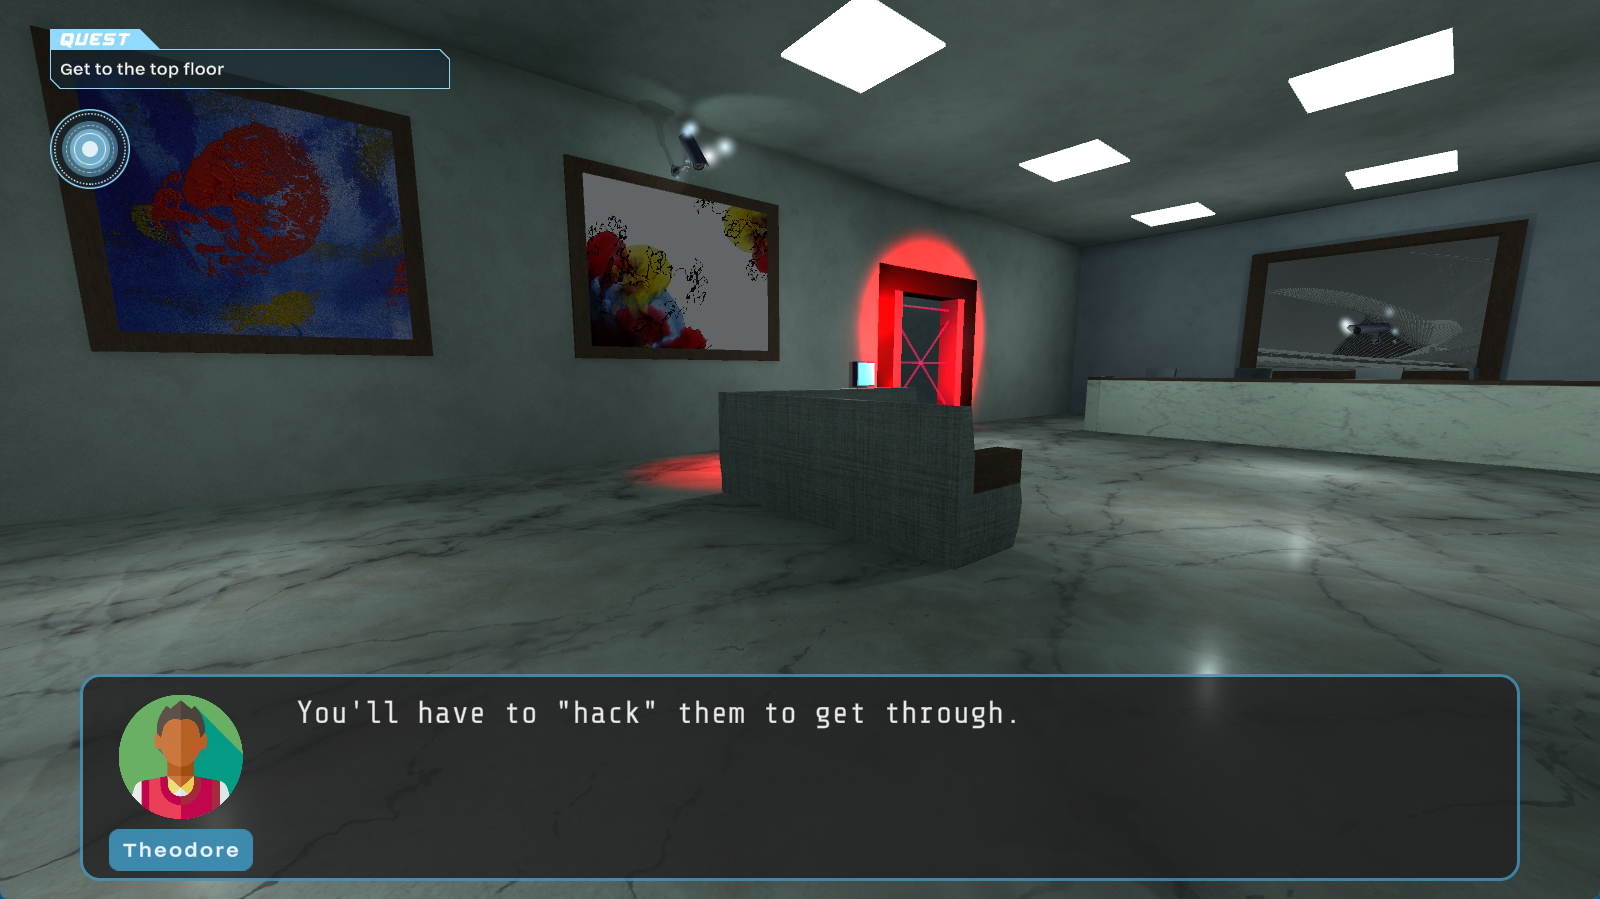 QUEST
Get to the top floor
You'll have to "hack" them to get through.
Theodore